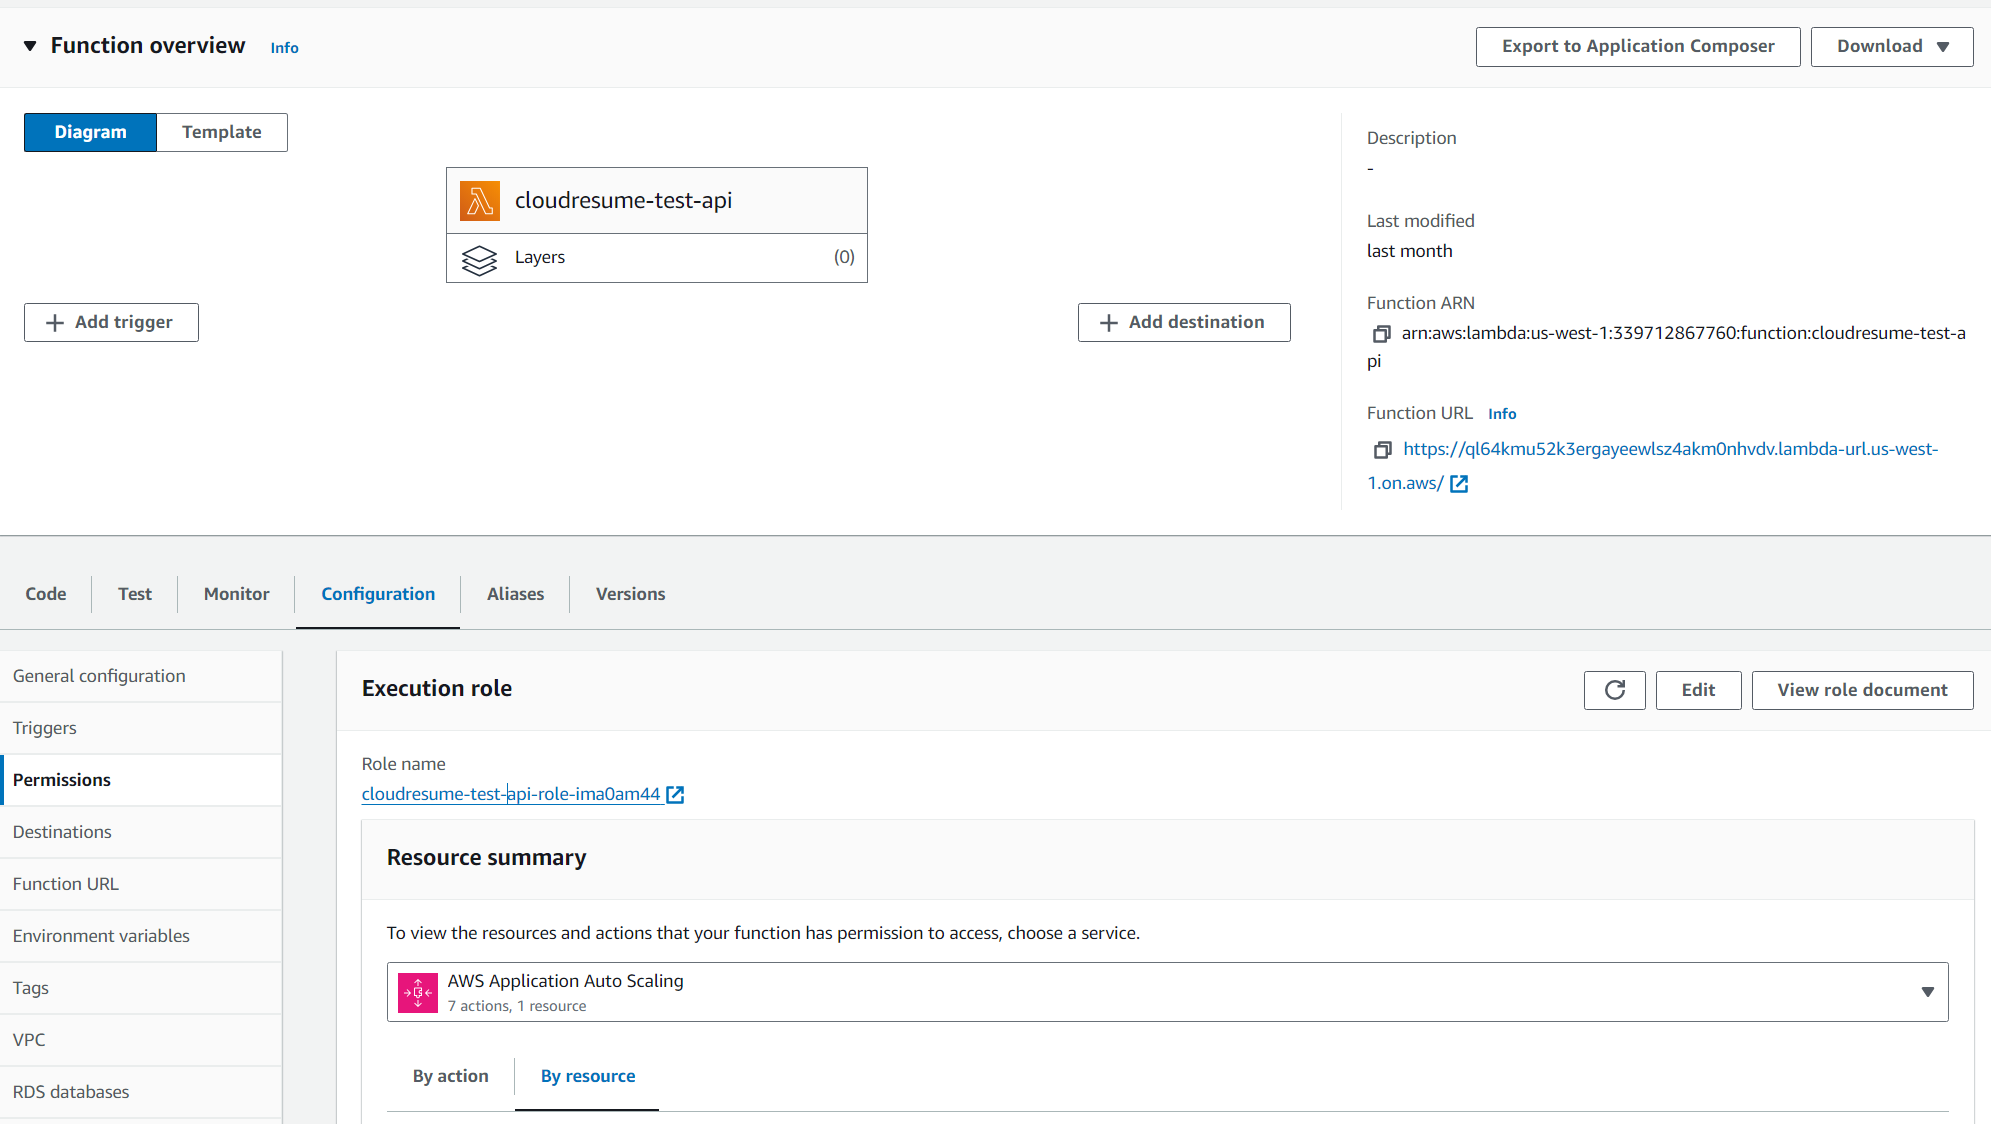 Function overview Info
Export to Application Composer
Download
Diagram
Template
cloudresume-test-api
Layers (0)
Add trigger
Add destination
Description
-
Last modified
last month
Function ARN
arn:aws:lambda:us-west-1:339712867760:function:cloudresume-test-a
pi
Function URL Info
https://ql64kmu52k3ergayeewlsz4akm0nhvdv.lambda-url.us-west-
1.on.aws/
Code
Test
Monitor
Configuration
Aliases
Versions
General configuration
Triggers
Permissions
Destinations
Function URL
Environment variables
Tags
VPC
RDS databases
Execution role
Edit
View role document
Role name
cloudresume-test-api-role-ima0am44
Resource summary
To view the resources and actions that your function has permission to access, choose a service.
AWS Application Auto Scaling
7 actions, 1 resource
By action
By resource